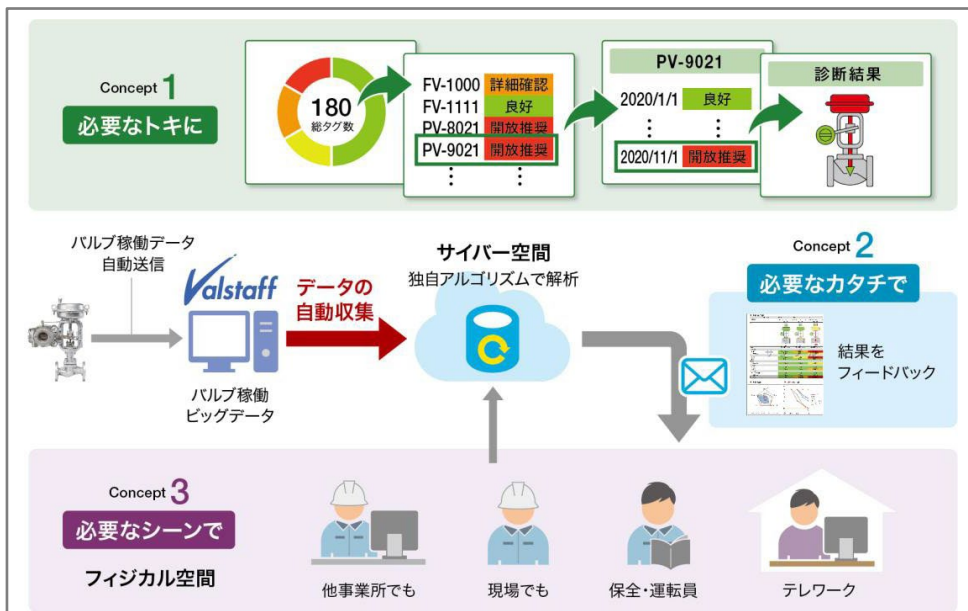 Concept 1
必要なトキに
180
総タグ数
FV-1000 詳細確認
FV-1111 良好
PV-8021 開放推奨
PV-9021 開放推奨
PV-9021
2020/1/1 良好
2020/11/1 開放推奨
診断結果
バルブ稼働データ
自動送信
Valstaff
バルブ稼働
ビッグデータ
データの
自動収集
サイバー空間
独自アルゴリズムで解析
Concept 2
必要なカタチで
結果を
フィードバック
Concept 3
必要なシーンで
フィジカル空間
他事業所でも
現場でも
保全・運転員
テレワーク